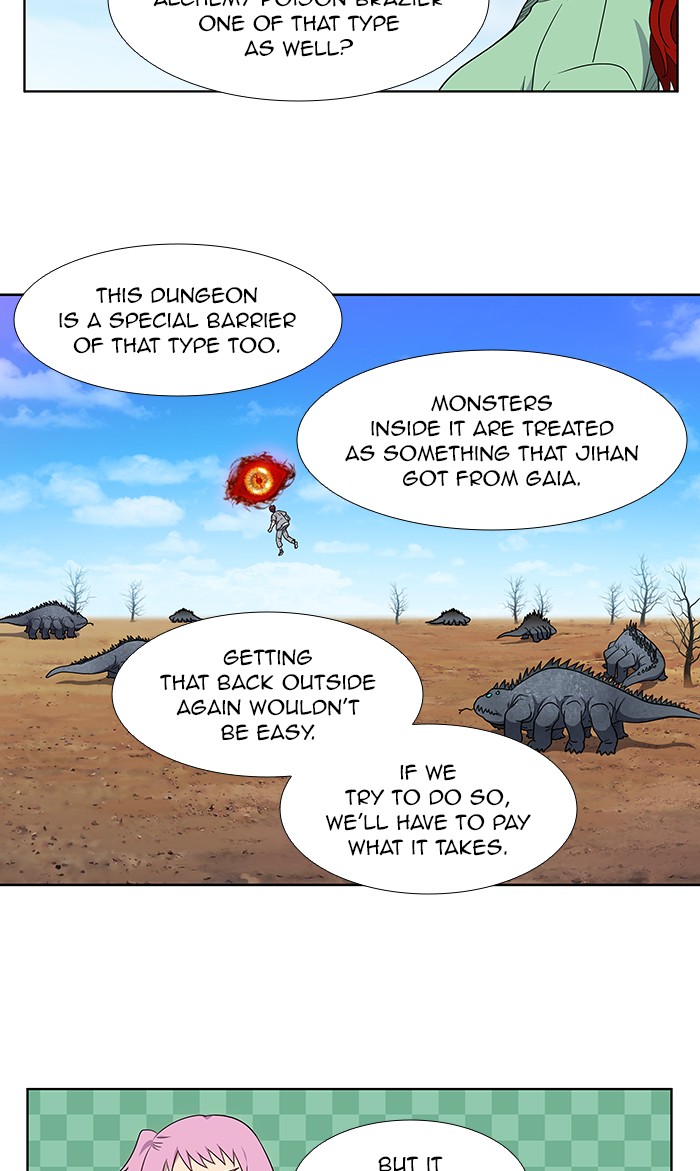 ALCHEMY POISON BRAZIER
ONE OF THAT TYPE
AS WELL?
THIS DUNGEON
IS A SPECIAL BARRIER
OF THAT TYPE TOO.
MONSTERS
INSIDE IT ARE TREATED
AS SOMETHING THAT JIHAN
GOT FROM GAIA.
GETTING
THAT BACK OUTSIDE
AGAIN WOULDN'T
BE EASY.
IF WE
TRY TO DO SO,
WE'LL HAVE TO PAY
WHAT IT TAKES.
BUT IT